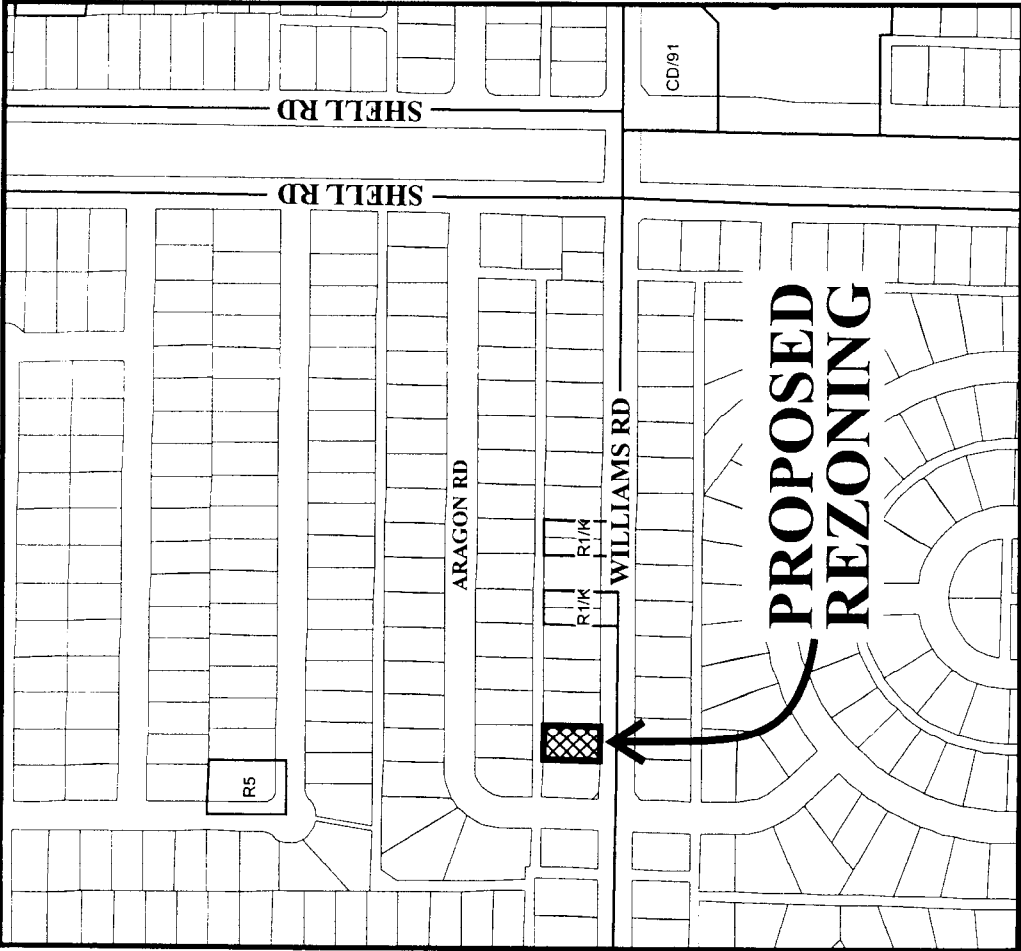 CD/91
SHELL RD
SHELL RD
ARAGON RD
WILLIAMS RD
R1/K
R1/K
R5
PROPOSED
REZONING